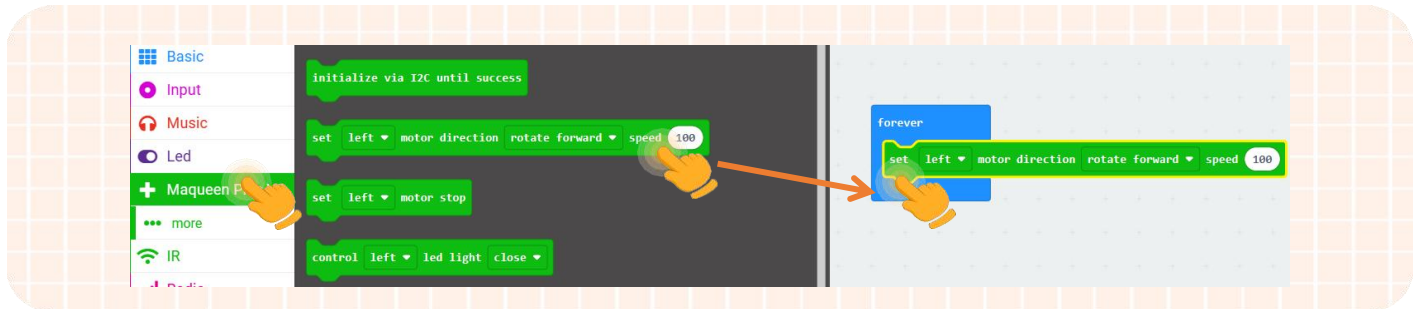 Basic
Input
Music
Led
Maqueen
more
IR
initialize via I2C until success
set left motor direction rotate forward speed 100
set left motor stop
control left led light close
forever
set left motor direction rotate forward speed 100